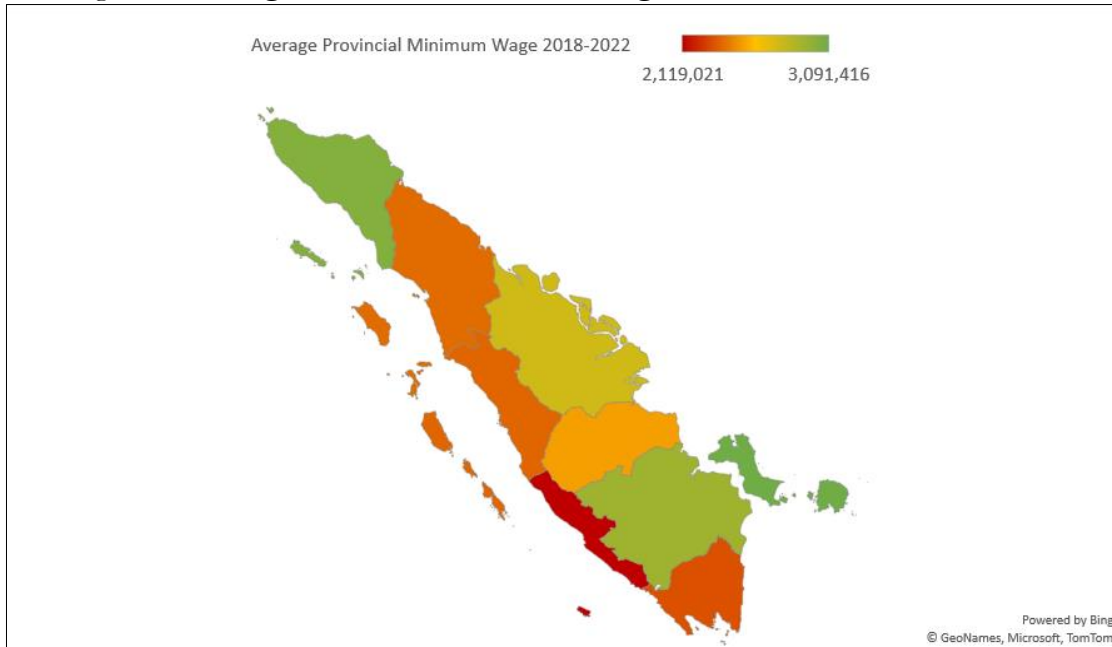 Average Provincial Minimum Wage 2018-2022
2,119,021
3,091,416
Powered by Bing
© GeoNames, Microsoft, TomTom